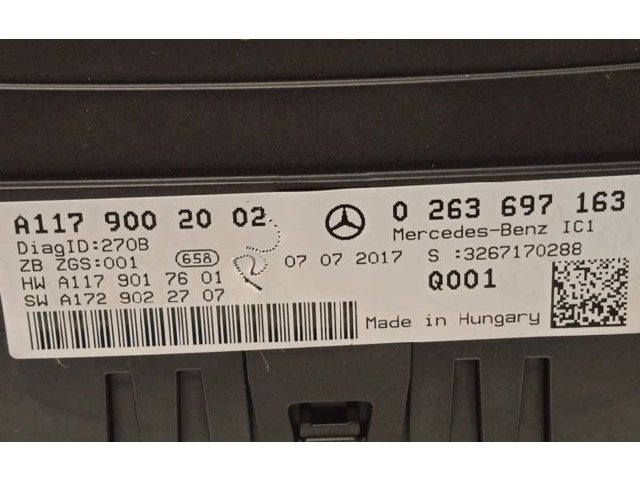 A117 900 20 02
0 263 697 163
DiagID:270B
Mercedes-Benz IC1
ZB ZGS:001
658
07 07 2017
S :3267170288
HW A117 901 76 01
Q001
SW A172 902 27 07
Made in Hungary